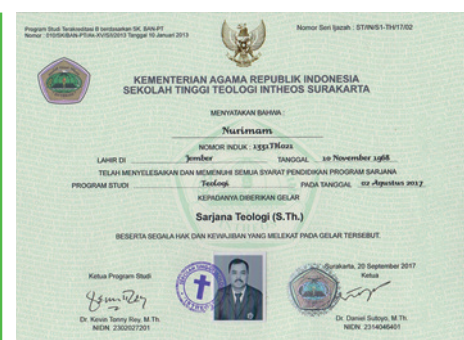 Program Studi Terakreditasi B berdasarkan SK. BAN-PT
Nomor : 010/SK/BAN-PT/Ak-XV/S/I/2013 Tanggal 10 Januari 2013
Nomor Seri Ijazah : ST/IN/S1-TH/17/02
KEMENTERIAN AGAMA REPUBLIK INDONESIA
SEKOLAH TINGGI TEOLOGI INTHEOS SURAKARTA
MENYATAKAN BAHWA :
Nurimam
NOMOR INDUK : 1331TH021
LAHIR DI Jember TANGGAL 10 November 1968
TELAH MENYELESAIKAN DAN MEMENUHI SEMUA SYARAT PENDIDIKAN PROGRAM SARJANA
PROGRAM STUDI Teologi PADA TANGGAL 02 Agustus 2017
KEPADANYA DIBERIKAN GELAR
Sarjana Teologi (S.Th.)
BESERTA SEGALA HAK DAN KEWAJIBAN YANG MELEKAT PADA GELAR TERSEBUT.
Surakarta, 20 September 2017
Ketua Program Studi
Ketua
Dr. Kevin Tonny Rey, M.Th.
Dr. Daniel Sutoyo, M.Th.
NIDN. 2302027201
NIDN. 2314046401